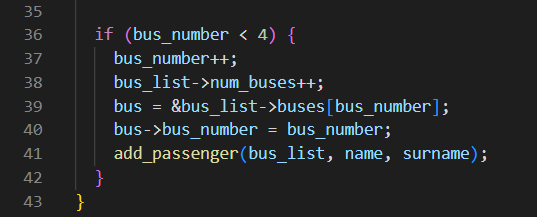 35
36 if (bus_number < 4) {
37 bus_number++;
38 bus_list->num_buses++;
39 bus = &bus_list->buses[bus_number];
40 bus->bus_number = bus_number;
41 add_passenger(bus_list, name, surname);
42 }
43 }